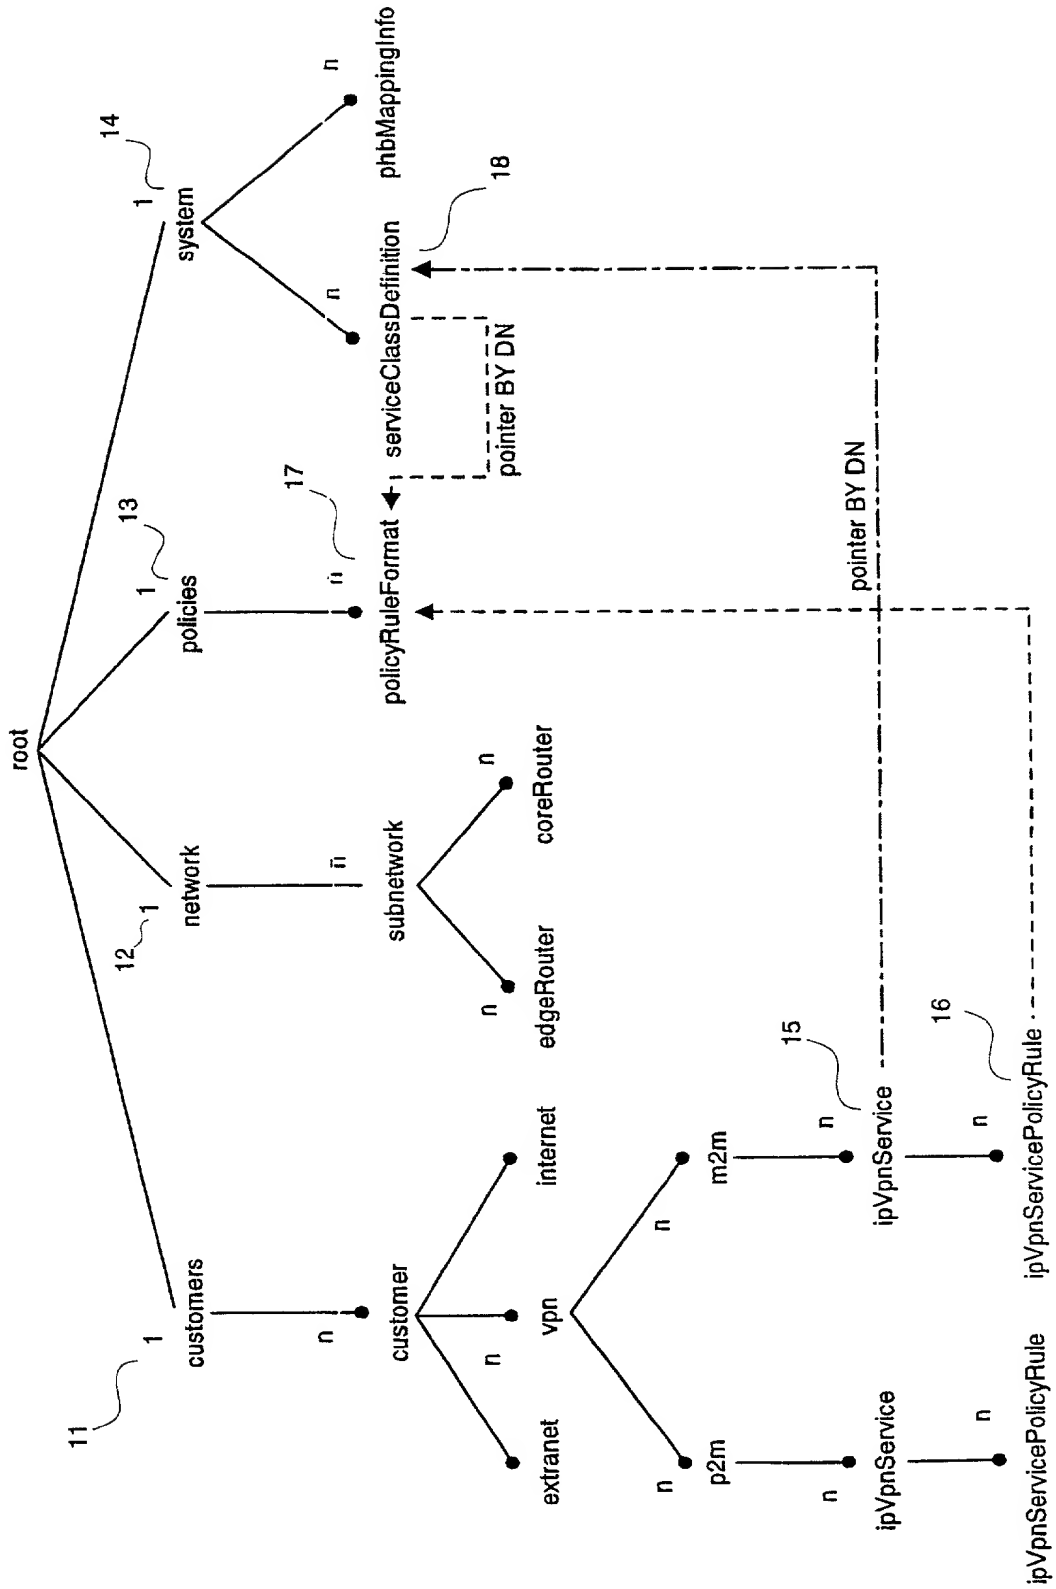 root
11
1
customers
12
1
network
13
1
policies
14
1
system
n
customer
n
subnetwork
n
17
policyRuleFormat
n
serviceClassDefinition
18
n
phbMappingInfo
pointer BY DN
extranet
n
vpn
internet
n
edgeRouter
n
coreRouter
n
p2m
n
m2m
pointer BY DN
n
ipVpnService
n
ipVpnService
15
n
ipVpnServicePolicyRule
n
ipVpnServicePolicyRule
16